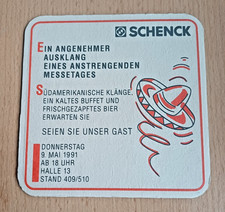 SCHENCK
EIN ANGENEHMER
AUSKLANG
EINES ANSTRENGENDEN
MESSETAGES
SÜDAMERIKANISCHE KLÄNGE,
EIN KALTES BUFFET UND
FRISCHGEZAPFTES BIER
ERWARTEN SIE
SEIEN SIE UNSER GAST
DONNERSTAG
9. MAI 1991
AB 18 UHR
HALLE 13
STAND 409/510